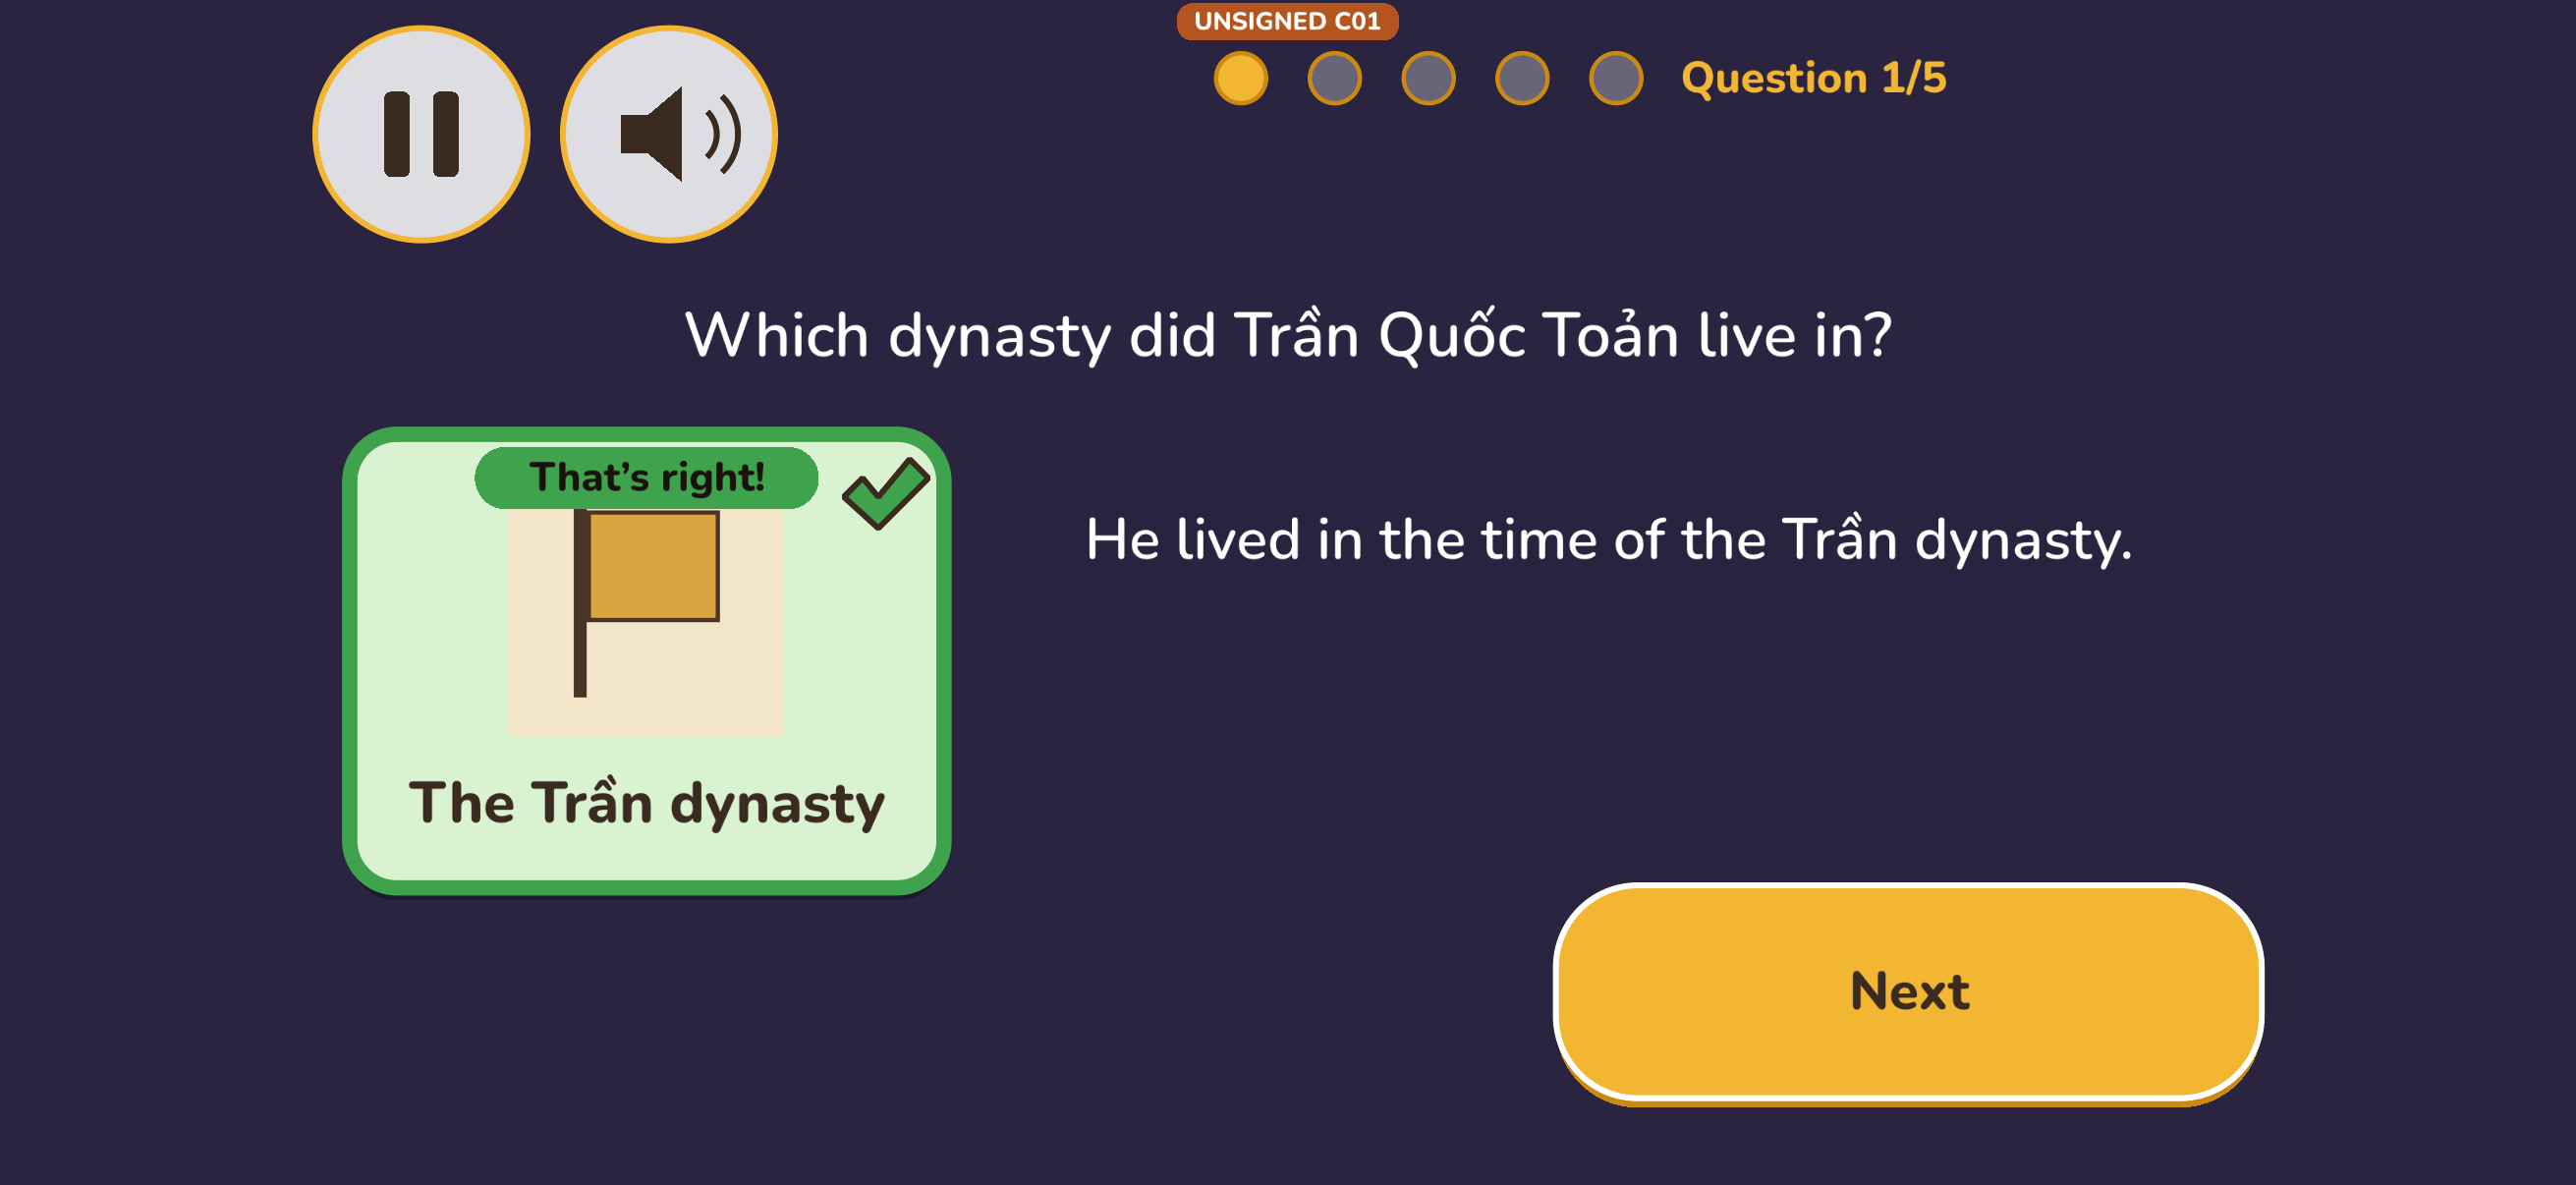 UNSIGNED C01
Question 1/5
Which dynasty did Trần Quốc Toản live in?
That’s right!
The Trần dynasty
He lived in the time of the Trần dynasty.
Next